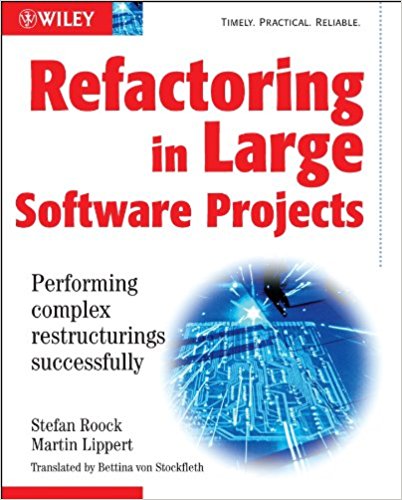 WILEY
TIMELY. PRACTICAL. RELIABLE.
Refactoring
in Large
Software Projects
Performing
complex
restructurings
successfully
Stefan Roock
Martin Lippert
Translated by Bettina von Stockfleth